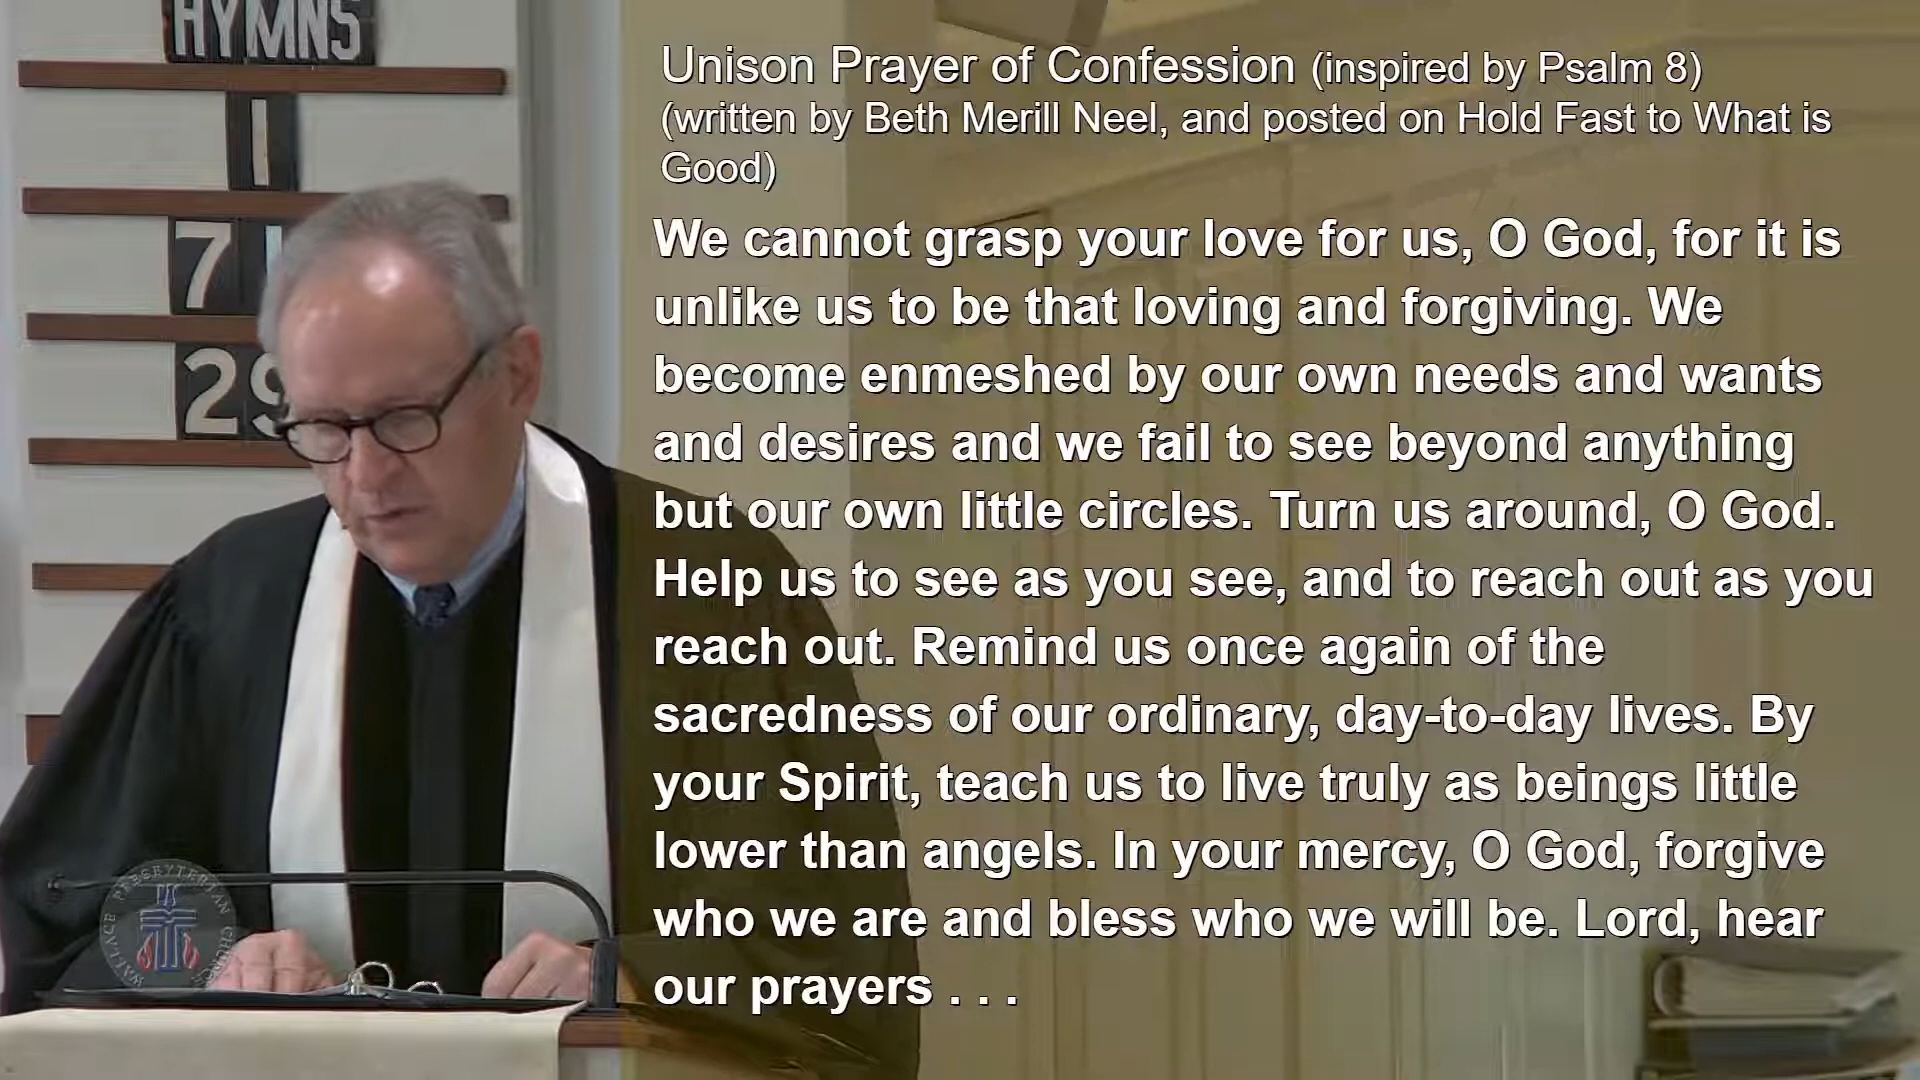 HYMNS
1
71
29
Unison Prayer of Confession (inspired by Psalm 8)
(written by Beth Merill Neel, and posted on Hold Fast to What is
Good)
We cannot grasp your love for us, O God, for it is
unlike us to be that loving and forgiving. We
become enmeshed by our own needs and wants
and desires and we fail to see beyond anything
but our own little circles. Turn us around, O God.
Help us to see as you see, and to reach out as you
reach out. Remind us once again of the
sacredness of our ordinary, day-to-day lives. By
your Spirit, teach us to live truly as beings little
lower than angels. In your mercy, O God, forgive
who we are and bless who we will be. Lord, hear
our prayers . . .
WALLACE PRESBYTERIAN CHURCH